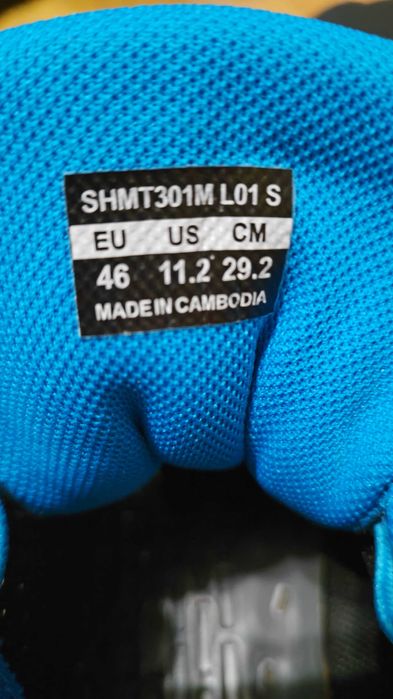 SHMT301M L01 S
EU US CM
46 11.2 29.2
MADE IN CAMBODIA